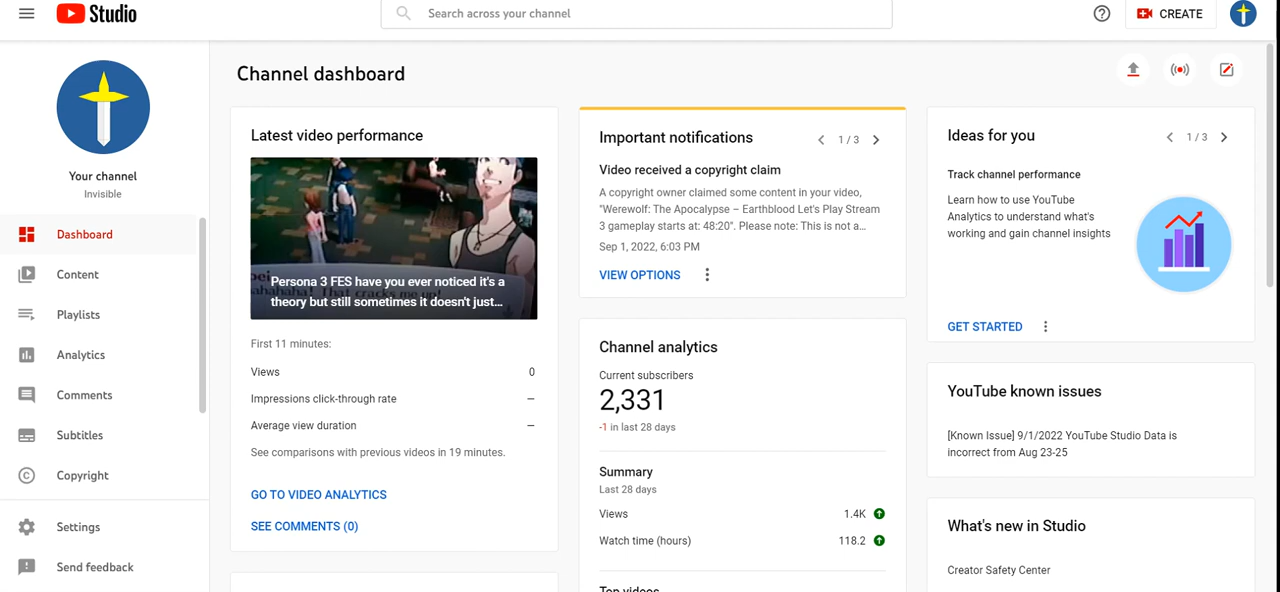 Studio
Search across your channel
CREATE
Your channel
Invisible
Dashboard
Content
Playlists
Analytics
Comments
Subtitles
Copyright
Settings
Send feedback
Channel dashboard
Latest video performance
That cracks me up!
Persona 3 FES have you ever noticed it's a
theory but still sometimes it doesn't just...
First 11 minutes:
Views 0
Impressions click-through rate –
Average view duration –
See comparisons with previous videos in 19 minutes.
GO TO VIDEO ANALYTICS
SEE COMMENTS (0)
Important notifications
1 / 3
Video received a copyright claim
A copyright owner claimed some content in your video,
"Werewolf: The Apocalypse – Earthblood Let's Play Stream
3 gameplay starts at: 48:20". Please note: This is not a...
Sep 1, 2022, 6:03 PM
VIEW OPTIONS
Channel analytics
Current subscribers
2,331
-1 in last 28 days
Summary
Last 28 days
Views 1.4K
Watch time (hours) 118.2
Top videos
Ideas for you
1 / 3
Track channel performance
Learn how to use YouTube
Analytics to understand what's
working and gain channel insights
GET STARTED
YouTube known issues
[Known Issue] 9/1/2022 YouTube Studio Data is
incorrect from Aug 23-25
What's new in Studio
Creator Safety Center